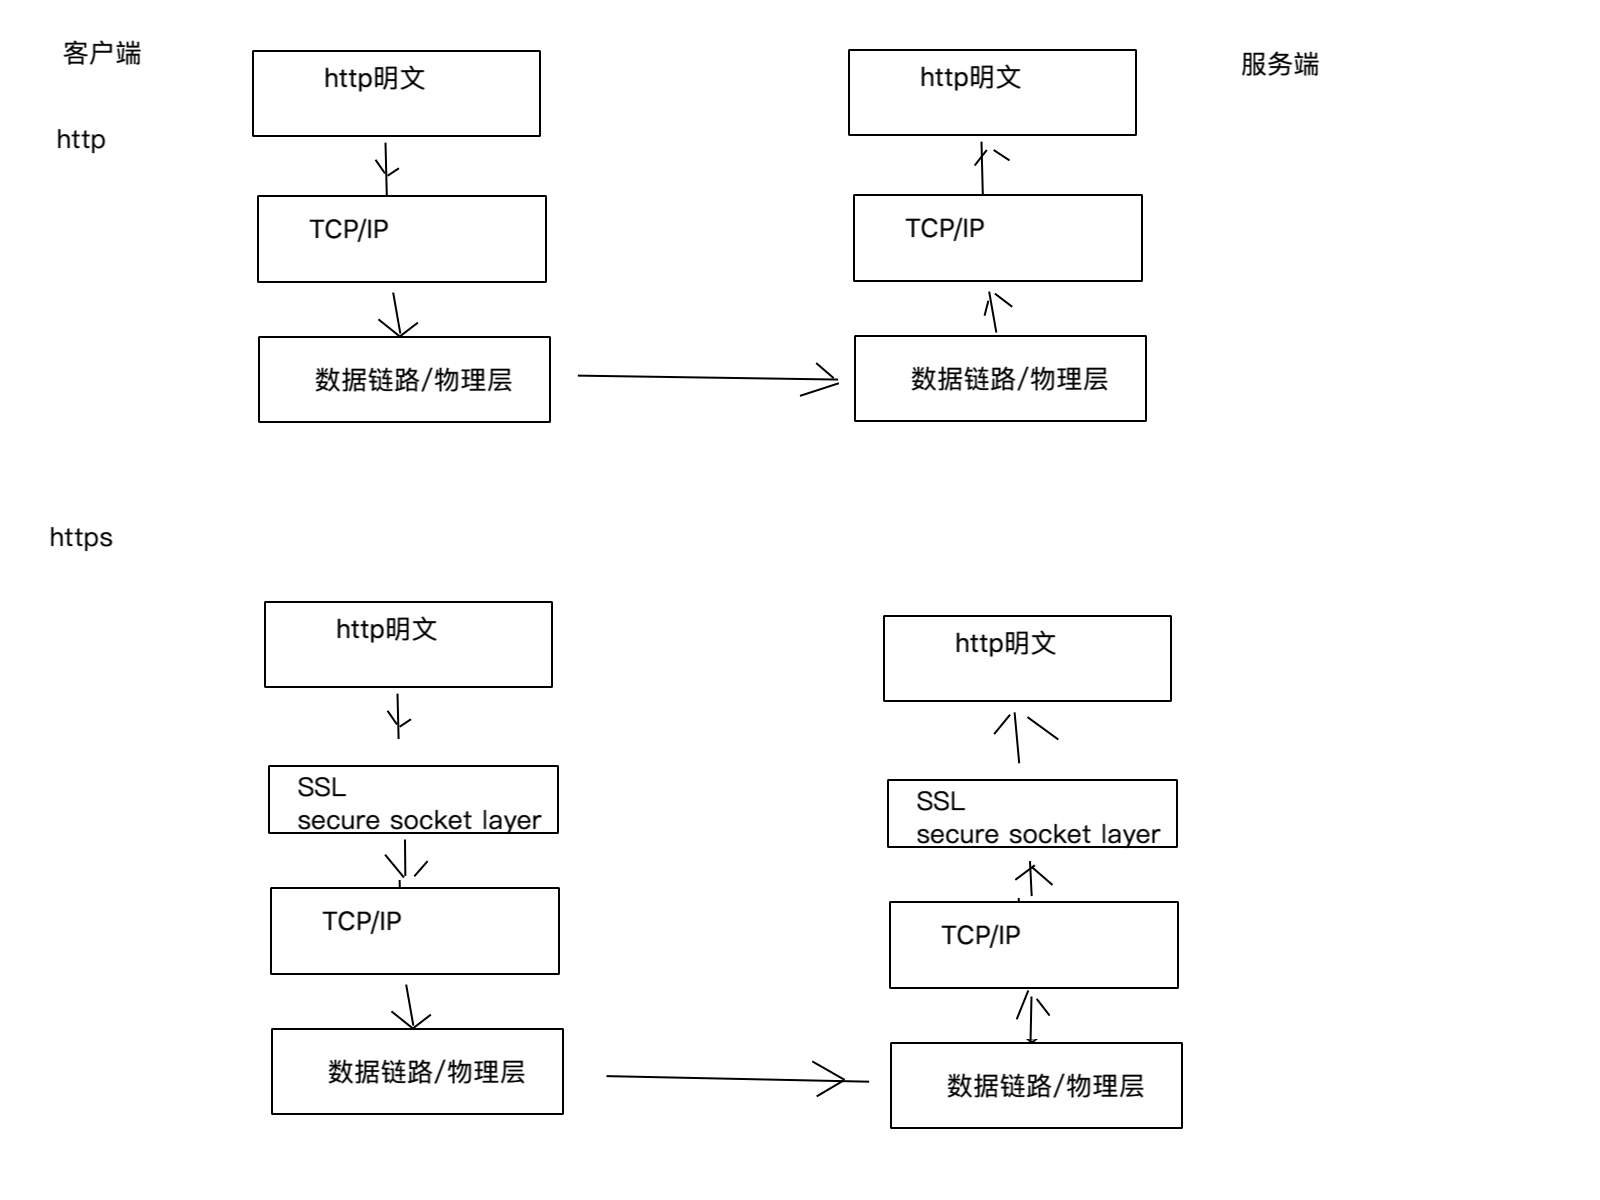 客户端
服务端
http
http明文
http明文
TCP/IP
TCP/IP
数据链路/物理层
数据链路/物理层
https
http明文
http明文
SSL
secure socket layer
SSL
secure socket layer
TCP/IP
TCP/IP
数据链路/物理层
数据链路/物理层